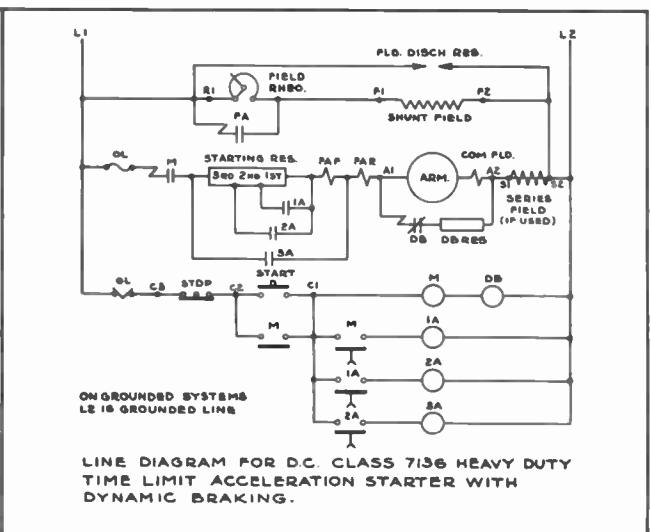 L1 L2
FLD. DISCH RES.
R1 FIELD RHEO. F1 F2
FA SHUNT FIELD
OL M STARTING RES. FAF FAR A1 COM FLD.
3RD 2ND 1ST ARM. A2 S1 S2
1A SERIES
2A FIELD
DB DB RES (IF USED)
3A
START
OL C3 STOP C2 C1 M DB
M M 1A
1A 2A
2A 3A
ON GROUNDED SYSTEMS
L2 IS GROUNDED LINE
LINE DIAGRAM FOR D.C. CLASS 7136 HEAVY DUTY
TIME LIMIT ACCELERATION STARTER WITH
DYNAMIC BRAKING.